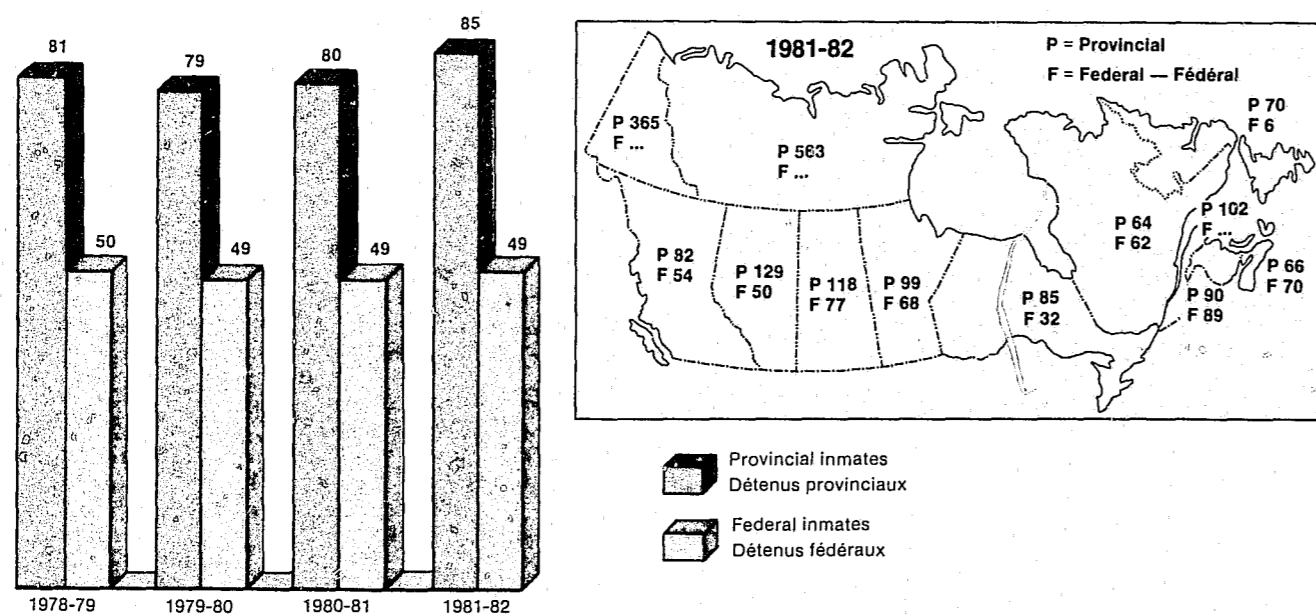 81
50
1978-79
79
49
1979-80
80
49
1980-81
85
49
1981-82
1981-82
P = Provincial
F = Federal — Fédéral
P 365
F ...
P 563
F ...
P 82
F 54
P 129
F 50
P 118
F 77
P 99
F 68
P 85
F 32
P 64
F 62
P 70
F 6
P 102
F ...
P 90
F 89
P 66
F 70
Provincial inmates
Détenus provinciaux
Federal inmates
Détenus fédéraux